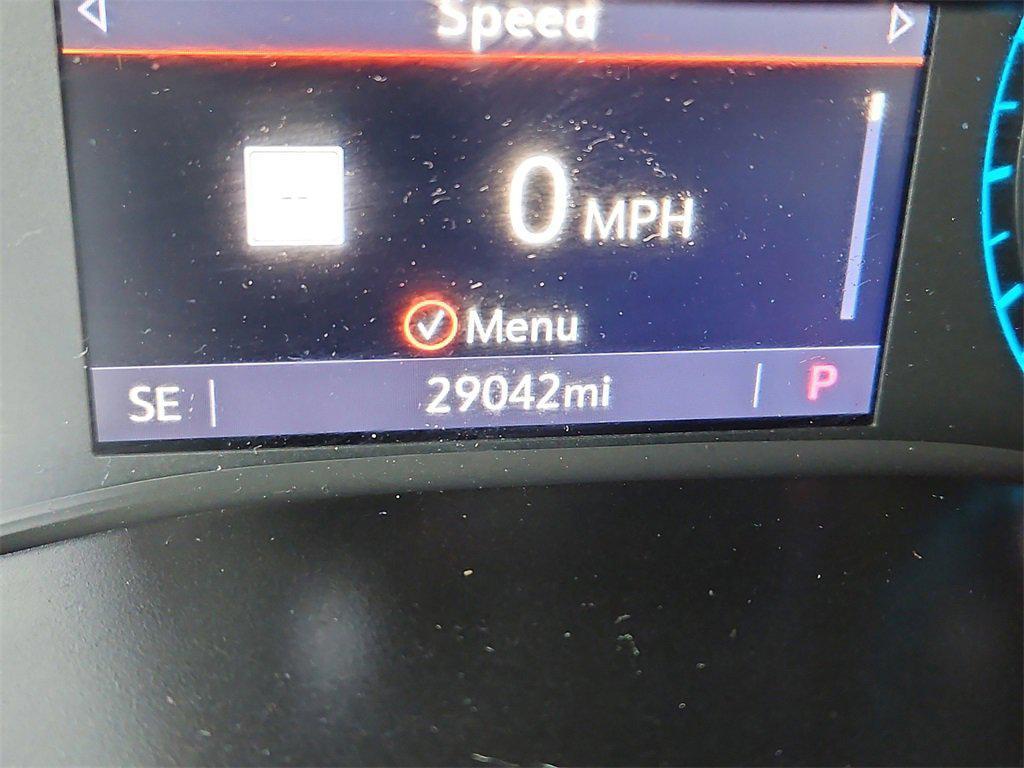 Speed
--
0 MPH
Menu
SE 29042mi P